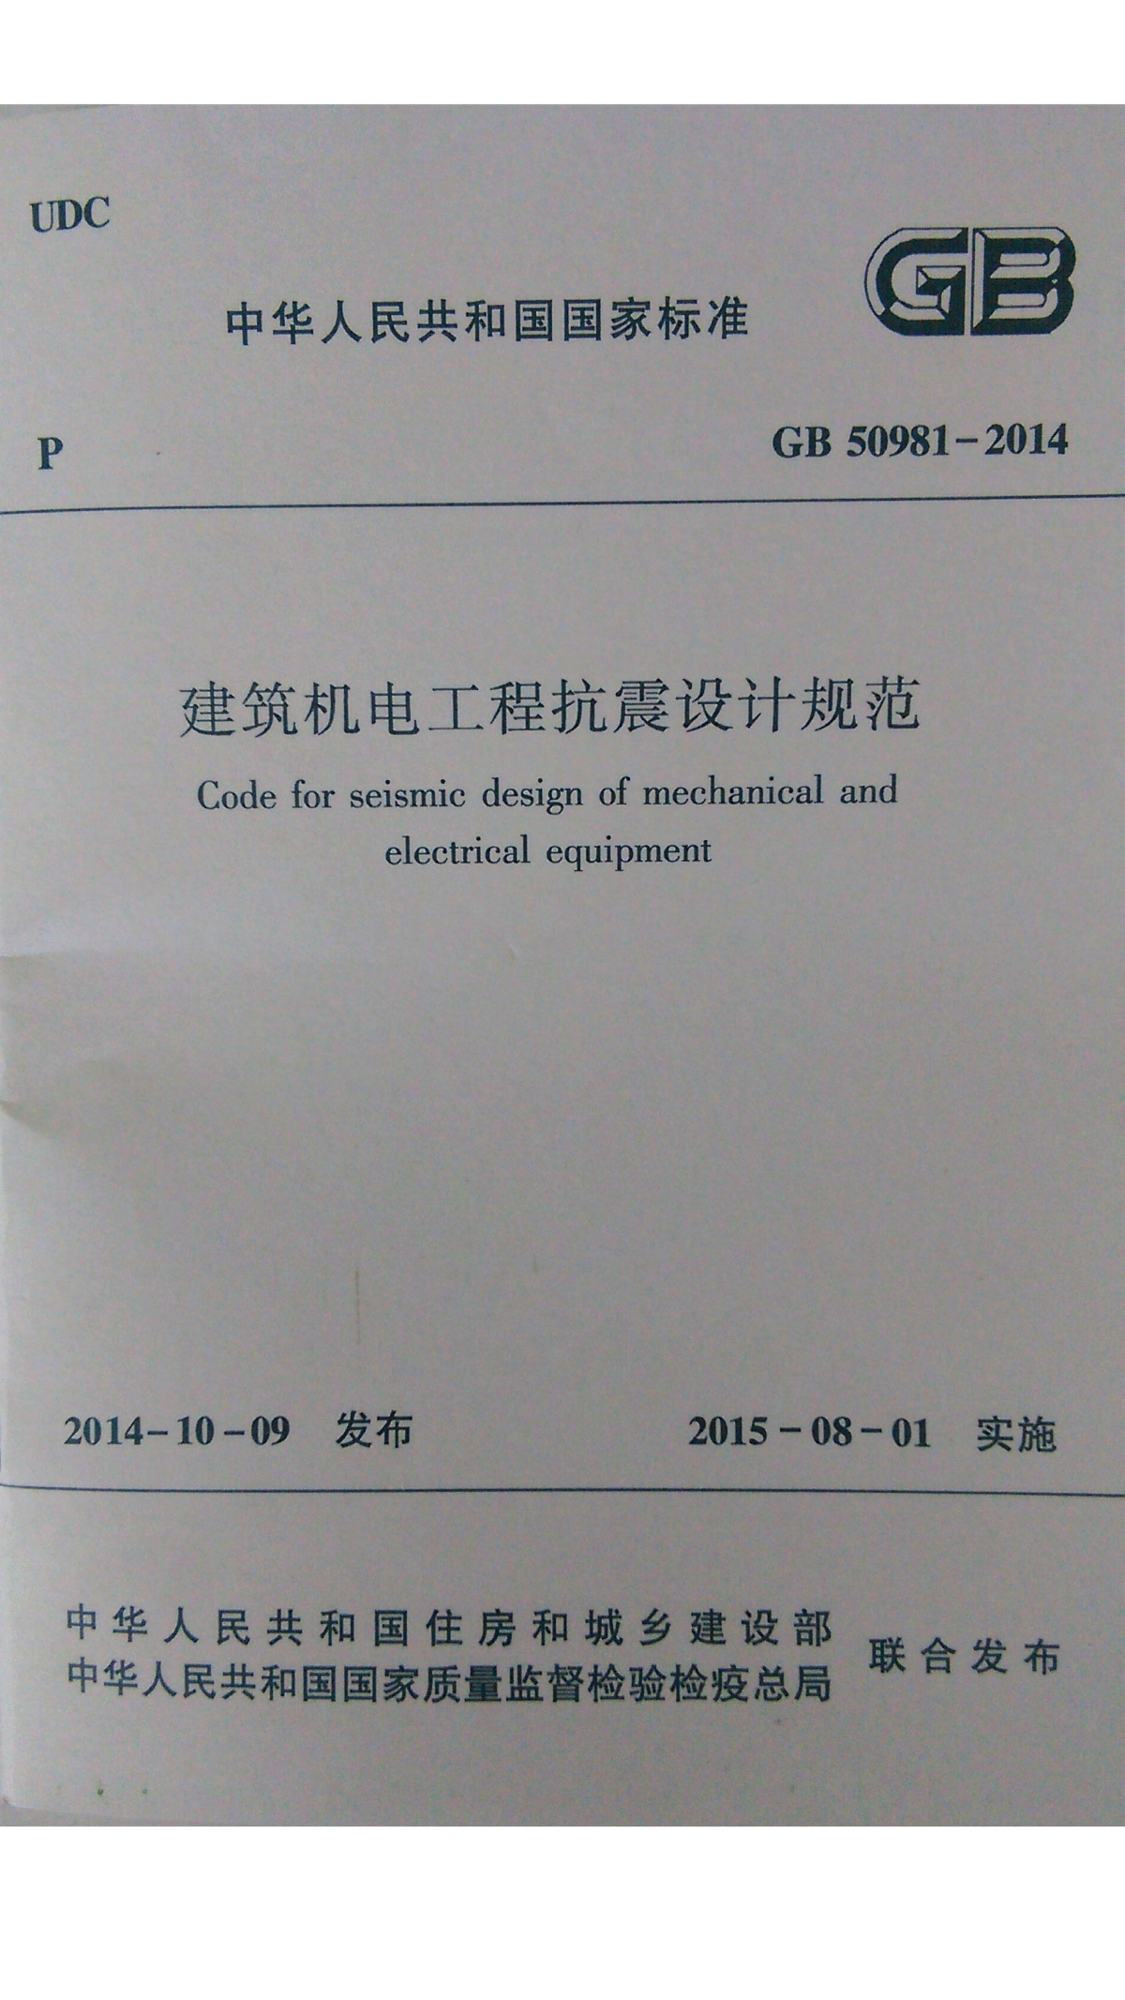 UDC
GB
中华人民共和国国家标准
P
GB 50981-2014
建筑机电工程抗震设计规范
Code for seismic design of mechanical and
electrical equipment
2014-10-09 发布
2015-08-01 实施
中华人民共和国住房和城乡建设部
中华人民共和国国家质量监督检验检疫总局
联合发布